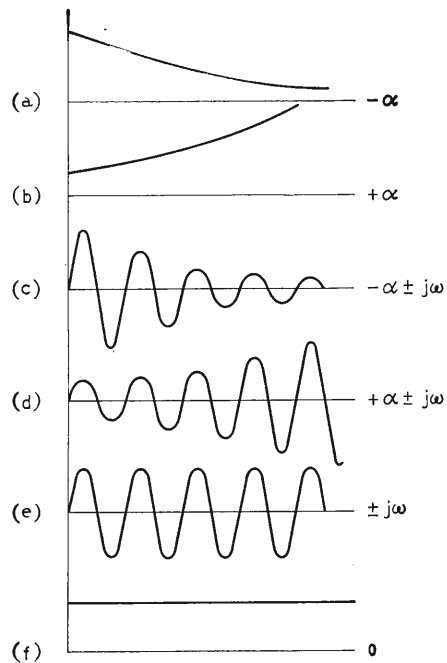 (a) -α
(b) +α
(c) -α ± jω
(d) +α ± jω
(e) ± jω
(f) 0